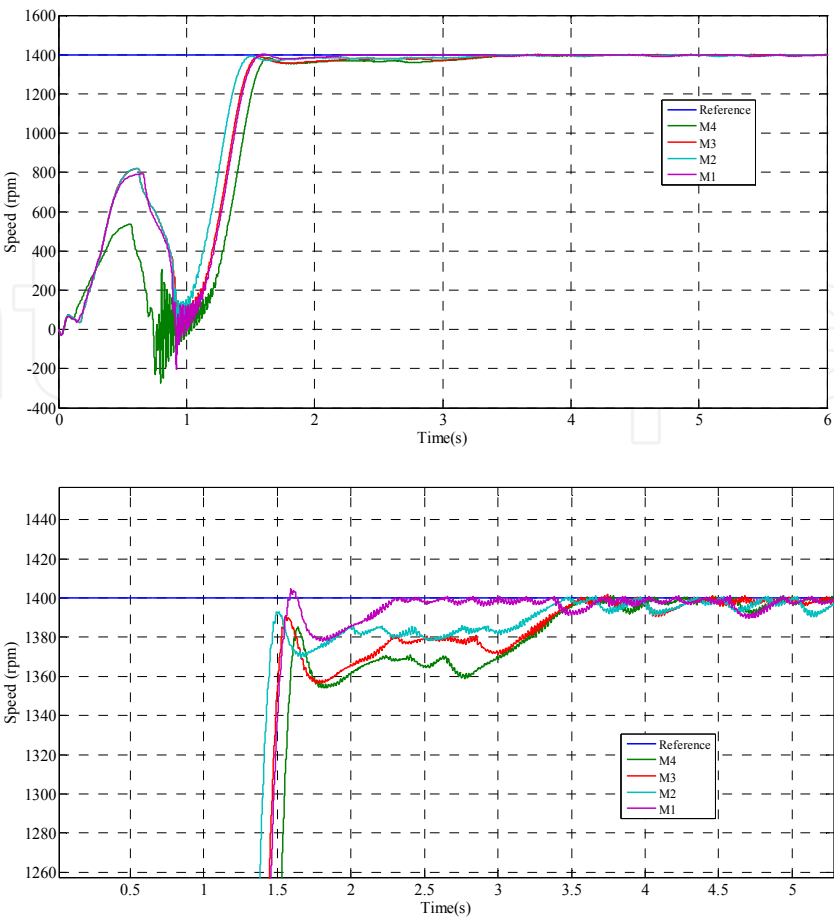 1600
1400
1200
1000
800
600
400
200
0
-200
-400
Speed (rpm)
Reference
M4
M3
M2
M1
0 1 2 3 4 5 6
Time(s)
1440
1420
1400
1380
1360
1340
1320
1300
1280
1260
Speed (rpm)
Reference
M4
M3
M2
M1
0.5 1 1.5 2 2.5 3 3.5 4 4.5 5
Time(s)